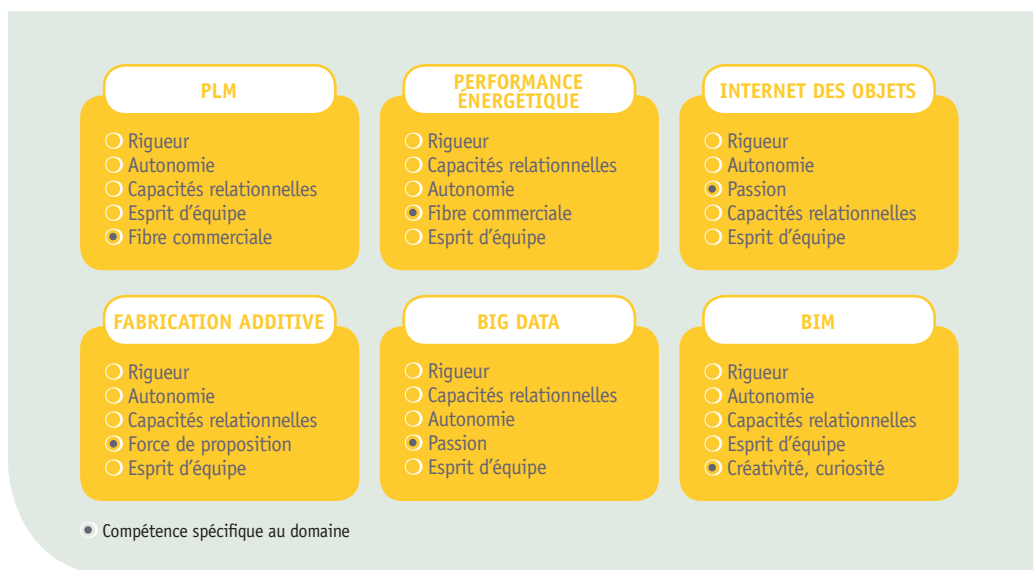 PLM
Rigueur
Autonomie
Capacités relationnelles
Esprit d'équipe
Fibre commerciale
PERFORMANCE
ÉNERGÉTIQUE
Rigueur
Capacités relationnelles
Autonomie
Fibre commerciale
Esprit d'équipe
INTERNET DES OBJETS
Rigueur
Autonomie
Passion
Capacités relationnelles
Esprit d'équipe
FABRICATION ADDITIVE
Rigueur
Autonomie
Capacités relationnelles
Force de proposition
Esprit d'équipe
BIG DATA
Rigueur
Capacités relationnelles
Autonomie
Passion
Esprit d'équipe
BIM
Rigueur
Autonomie
Capacités relationnelles
Esprit d'équipe
Créativité, curiosité
Compétence spécifique au domaine